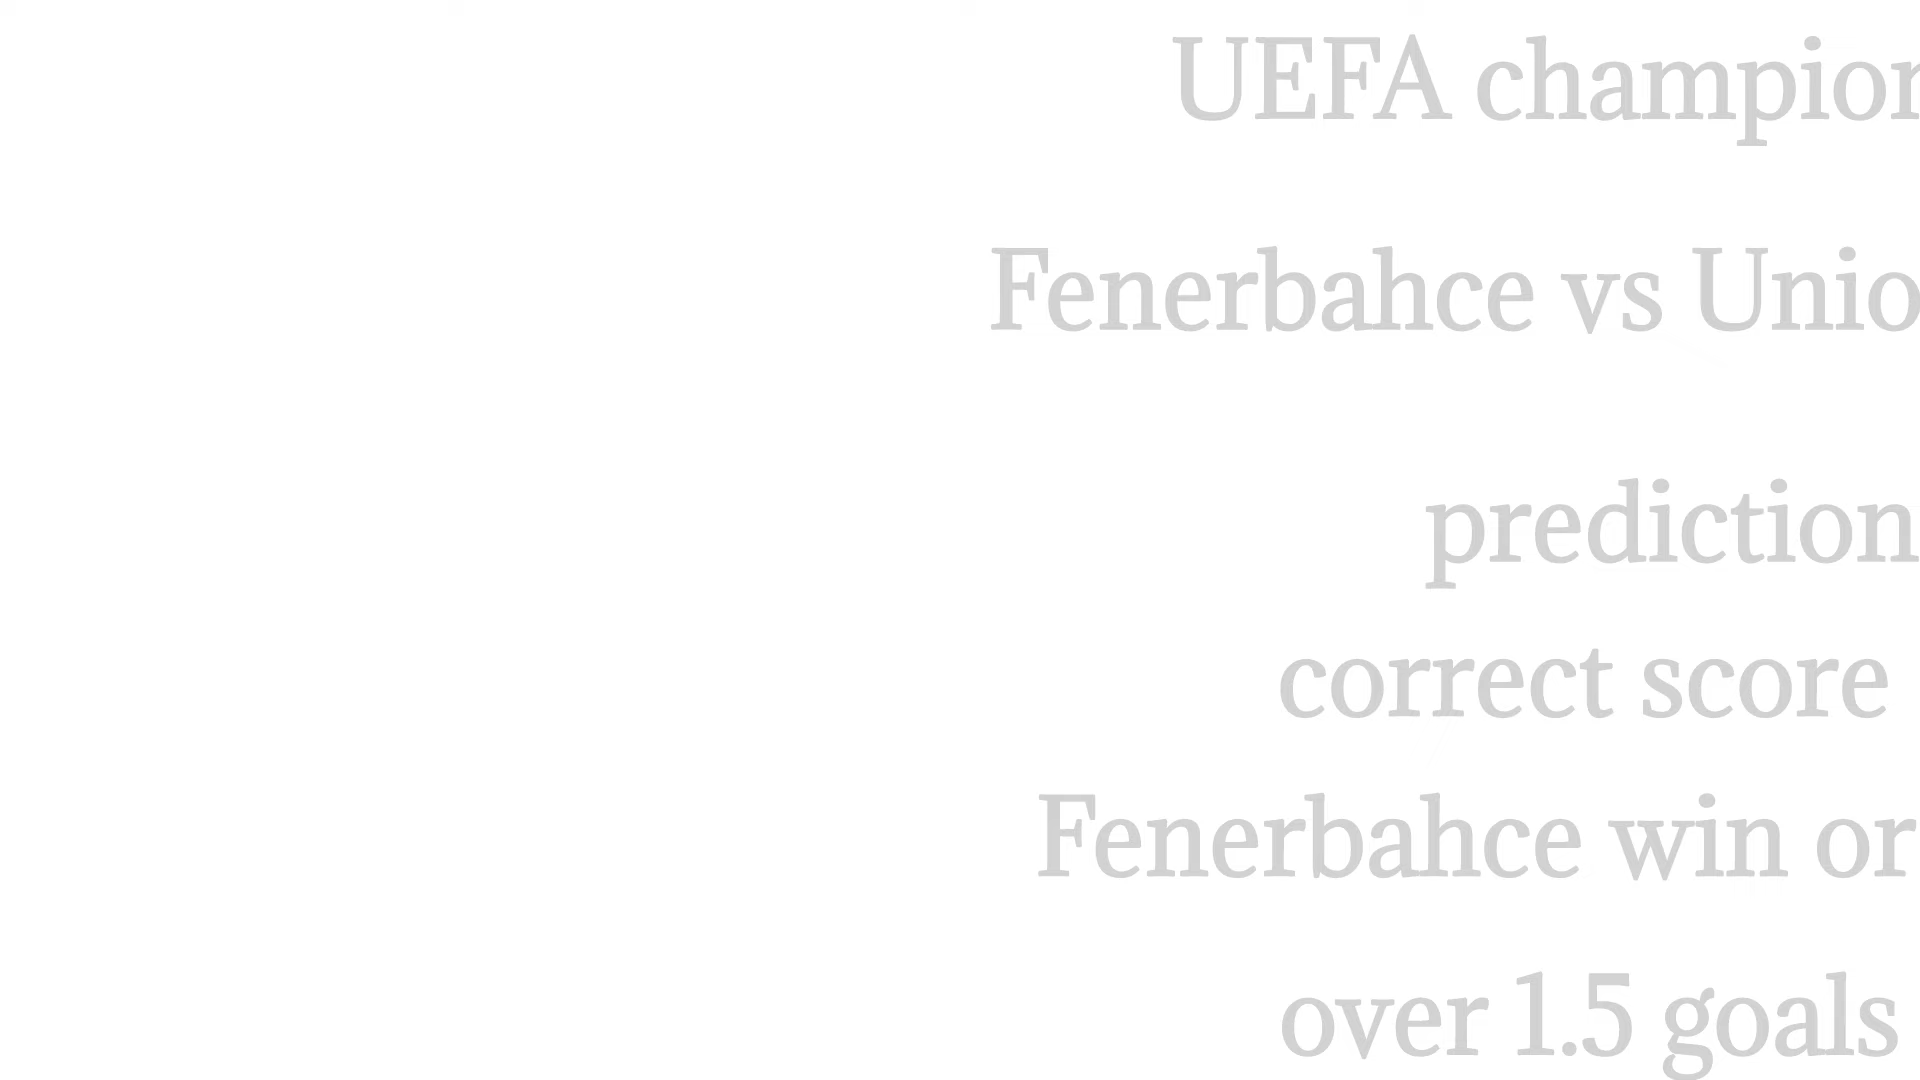 UEFA champion
Fenerbahce vs Unio
prediction
correct score
Fenerbahce win or
over 1.5 goals